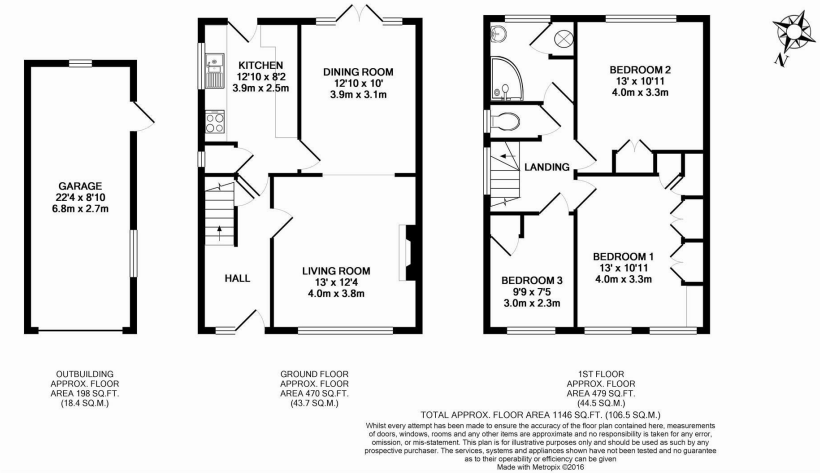 N
GARAGE
22'4 x 8'10
6.8m x 2.7m
KITCHEN
12'10 x 8'2
3.9m x 2.5m
DINING ROOM
12'10 x 10'
3.9m x 3.1m
HALL
LIVING ROOM
13' x 12'4
4.0m x 3.8m
BEDROOM 2
13' x 10'11
4.0m x 3.3m
LANDING
BEDROOM 1
13' x 10'11
4.0m x 3.3m
BEDROOM 3
9'9 x 7'5
3.0m x 2.3m
OUTBUILDING
APPROX. FLOOR
AREA 198 SQ.FT.
(18.4 SQ.M.)
GROUND FLOOR
APPROX. FLOOR
AREA 470 SQ.FT.
(43.7 SQ.M.)
1ST FLOOR
APPROX. FLOOR
AREA 479 SQ.FT.
(44.5 SQ.M.)
TOTAL APPROX. FLOOR AREA 1146 SQ.FT. (106.5 SQ.M.)
Whilst every attempt has been made to ensure the accuracy of the floor plan contained here, measurements
of doors, windows, rooms and any other items are approximate and no responsibility is taken for any error,
omission, or mis-statement. This plan is for illustrative purposes only and should be used as such by any
prospective purchaser. The services, systems and appliances shown have not been tested and no guarantee
as to their operability or efficiency can be given
Made with Metropix ©2016